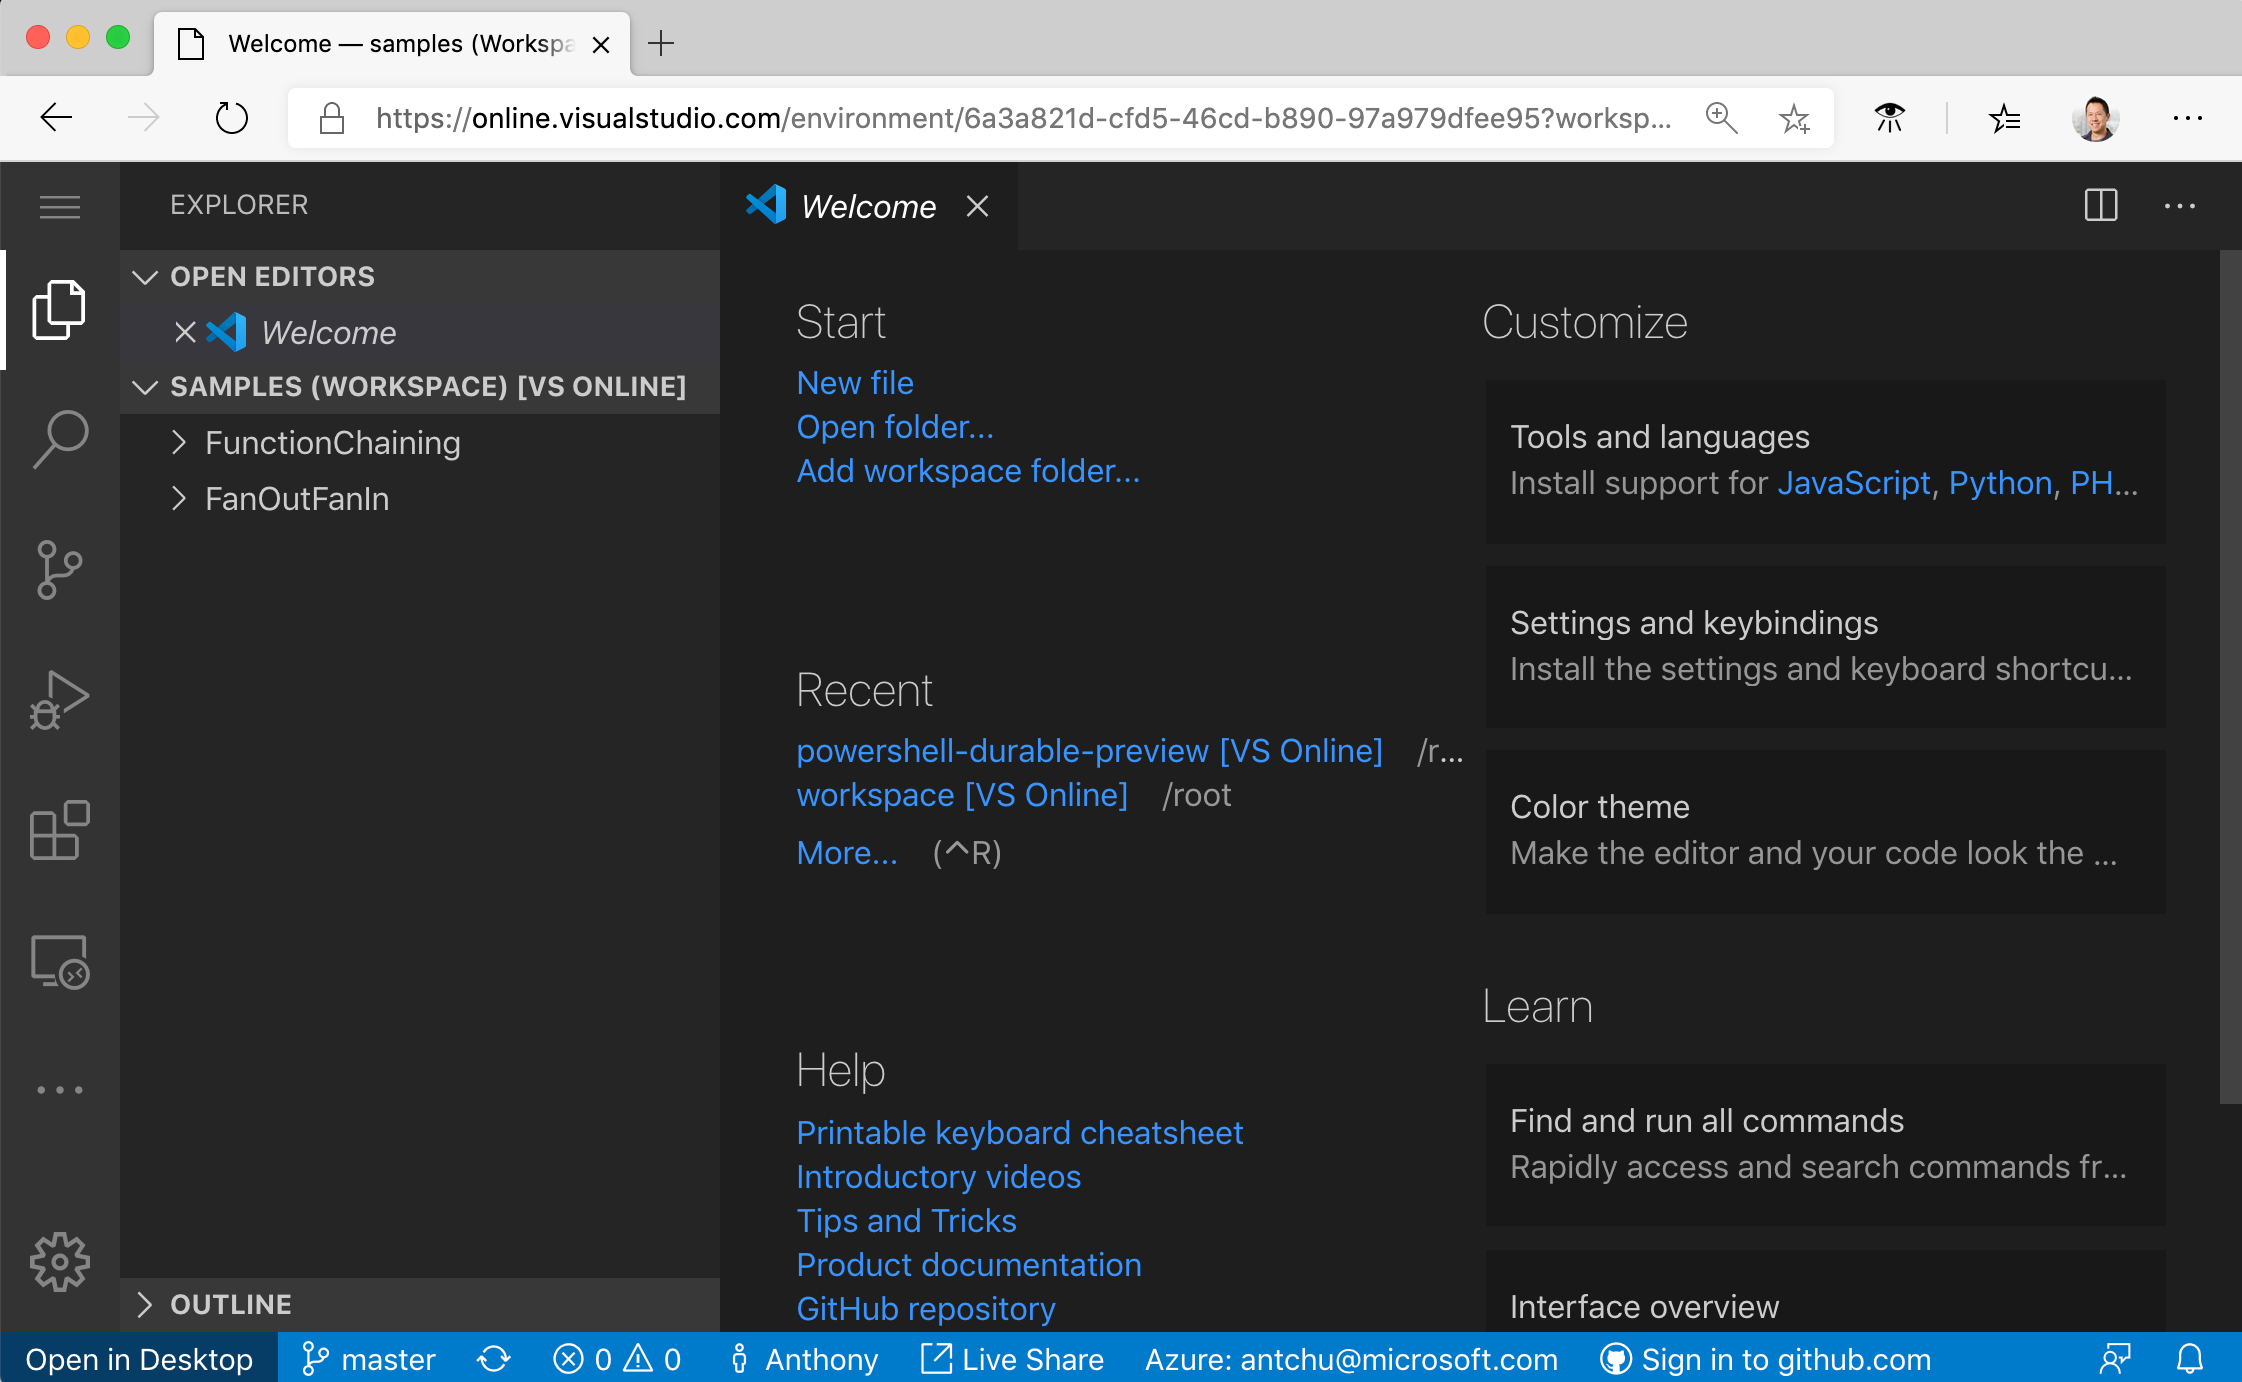 Welcome — samples (Workspa
https://online.visualstudio.com/environment/6a3a821d-cfd5-46cd-b890-97a979dfee95?worksp...
EXPLORER
OPEN EDITORS
Welcome
SAMPLES (WORKSPACE) [VS ONLINE]
FunctionChaining
FanOutFanIn
OUTLINE
Welcome
Start
New file
Open folder...
Add workspace folder...
Recent
powershell-durable-preview [VS Online] /r...
workspace [VS Online] /root
More... (^R)
Help
Printable keyboard cheatsheet
Introductory videos
Tips and Tricks
Product documentation
GitHub repository
Customize
Tools and languages
Install support for JavaScript, Python, PH...
Settings and keybindings
Install the settings and keyboard shortcu...
Color theme
Make the editor and your code look the ...
Learn
Find and run all commands
Rapidly access and search commands fr...
Interface overview
Open in Desktop master 0 0 Anthony Live Share Azure: antchu@microsoft.com Sign in to github.com